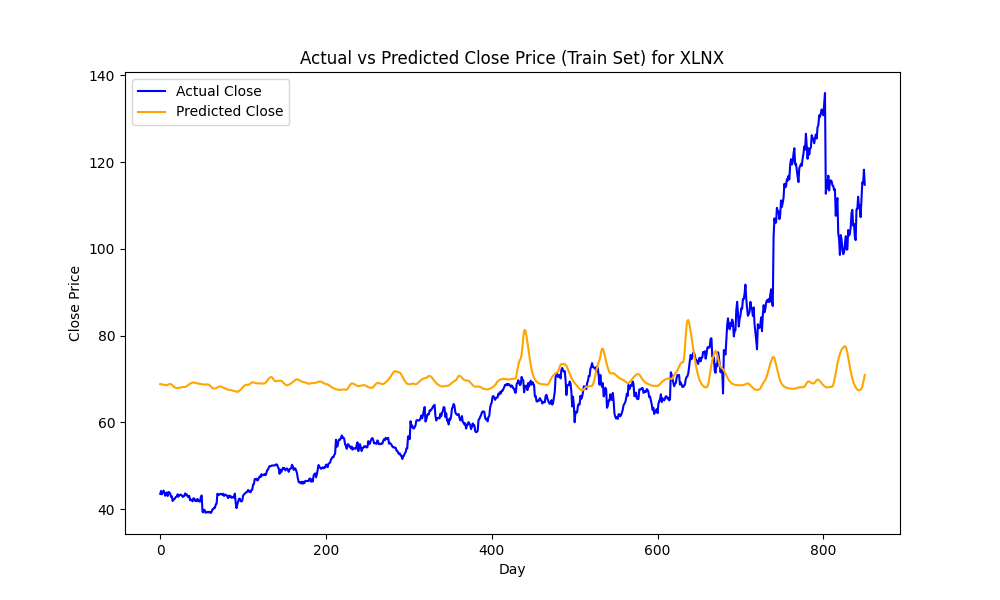 Actual vs Predicted Close Price (Train Set) for XLNX
Actual Close
Predicted Close
140
120
100
80
60
40
Close Price
0 200 400 600 800
Day